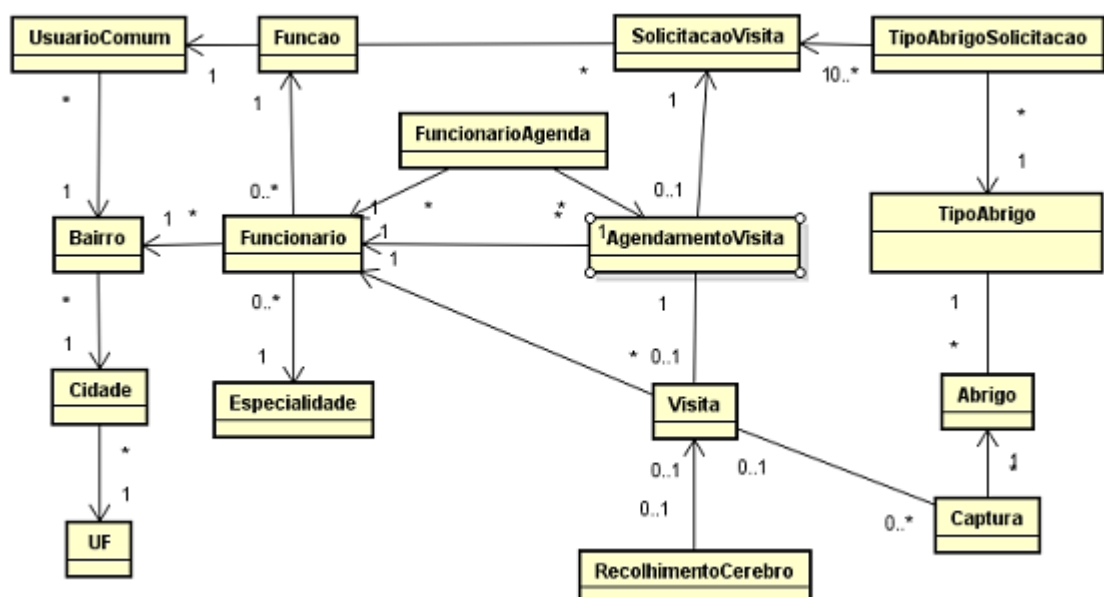 UsuarioComum
Funcao
SolicitacaoVisita
TipoAbrigoSolicitacao
1
*
10..*
*
1
1
*
FuncionarioAgenda
1
0..*
1
*
*
*
0..1
1
TipoAbrigo
1
*
Bairro
Funcionario
1
1
1
AgendamentoVisita
*
0..*
1
1
1
1
*
0..1
*
Cidade
Especialidade
Visita
Abrigo
*
1
0..1
0..1
0..1
0..*
1
Captura
UF
RecolhimentoCerebro